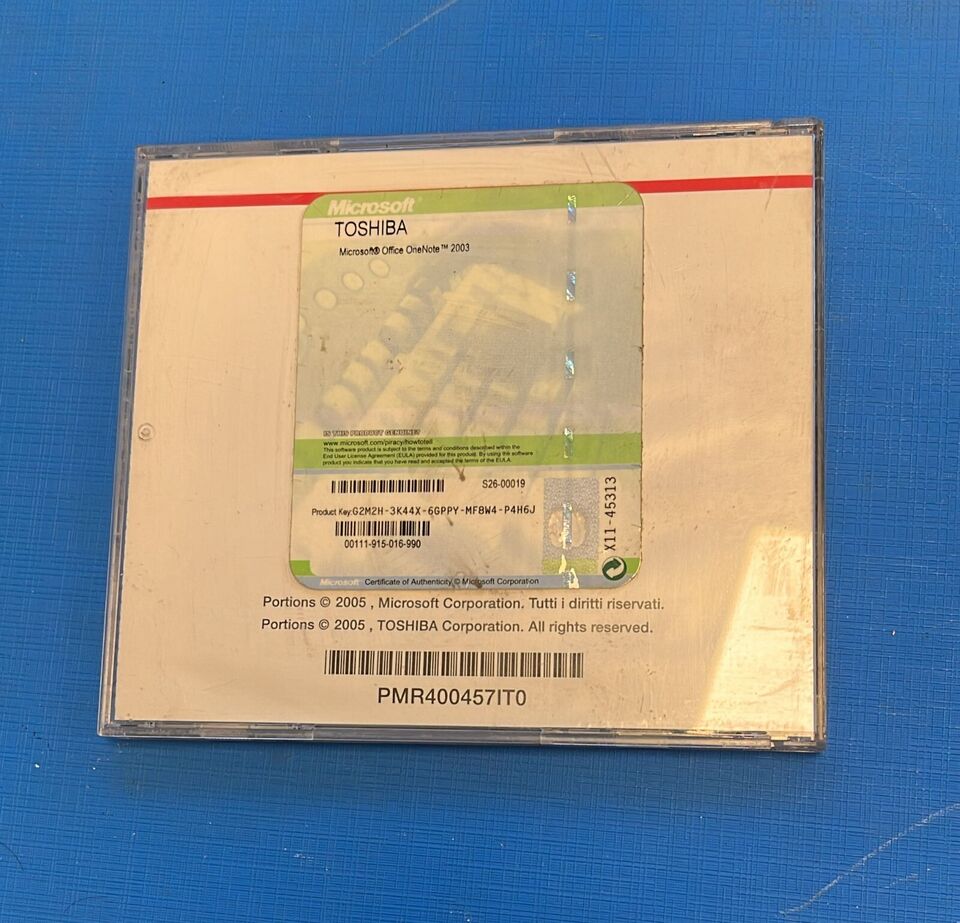 Microsoft®
TOSHIBA
Microsoft® Office OneNote™ 2003
IS THIS PRODUCT GENUINE?
www.microsoft.com/piracy/howtotell
This software product is subject to the terms and conditions described within the
End User License Agreement (EULA) provided for this product. By using this software
product you indicate that you have read and accepted the terms of the EULA.
S26-00019
Product Key:G2M2H-3K44X-6GPPY-MF8W4-P4H6J
00111-915-016-990
X11-45313
Microsoft® Certificate of Authenticity © Microsoft Corporation
Portions © 2005 , Microsoft Corporation. Tutti i diritti riservati.
Portions © 2005 , TOSHIBA Corporation. All rights reserved.
PMR400457IT0